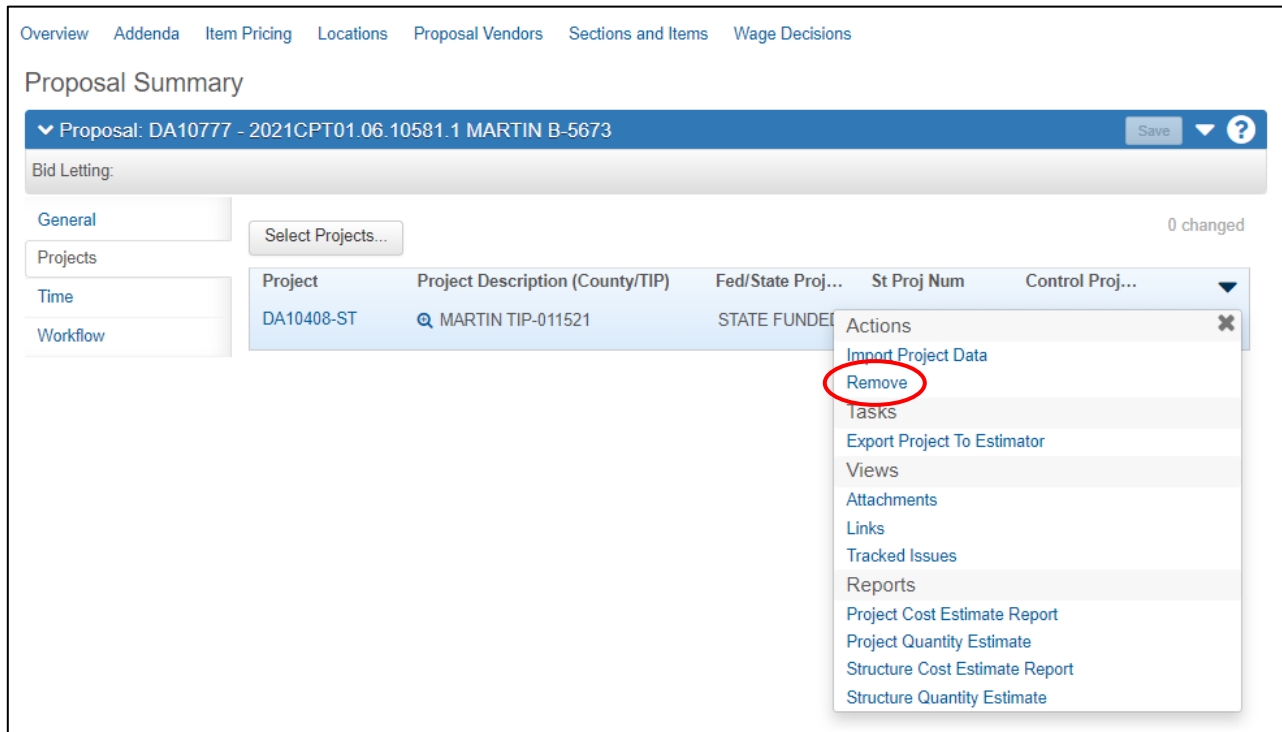 Overview Addenda Item Pricing Locations Proposal Vendors Sections and Items Wage Decisions
Proposal Summary
Proposal: DA10777 - 2021CPT01.06.10581.1 MARTIN B-5673 Save ?
Bid Letting:
General
Projects
Time
Workflow
Select Projects... 0 changed
Project Project Description (County/TIP) Fed/State Proj... St Proj Num Control Proj...
DA10408-ST MARTIN TIP-011521 STATE FUNDED
Actions
Import Project Data
Remove
Tasks
Export Project To Estimator
Views
Attachments
Links
Tracked Issues
Reports
Project Cost Estimate Report
Project Quantity Estimate
Structure Cost Estimate Report
Structure Quantity Estimate